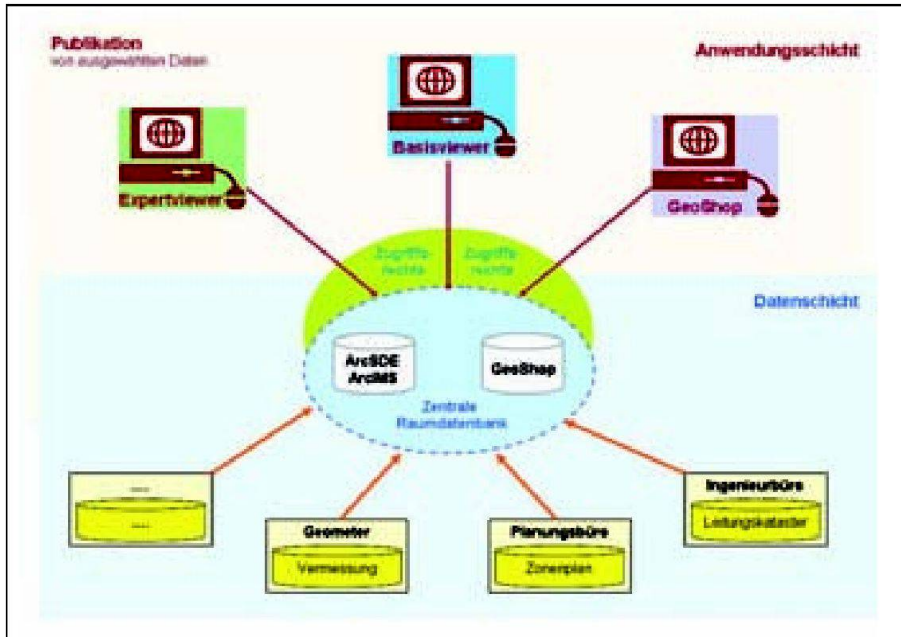 Publikation
von ausgewählten Daten
Anwendungsschicht
Basisviewer
Expertviewer
GeoShop
Zugriffs-
rechte
Zugriffs-
rechte
Datenschicht
ArcSDE
ArcIMS
GeoShop
Zentrale
Raumdatenbank
.....
.....
Geometer
Vermessung
Planungsbüro
Zonenplan
Ingenieurbüro
Leitungskataster